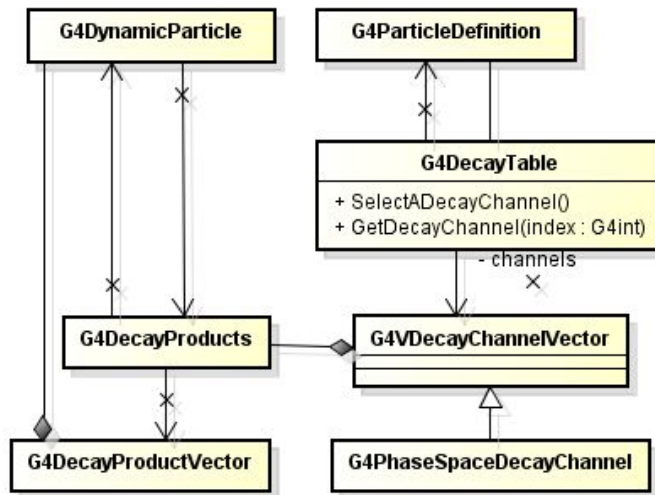 G4DynamicParticle
G4ParticleDefinition
G4DecayTable
+ SelectADecayChannel()
+ GetDecayChannel(index : G4int)
- channels
G4DecayProducts
G4VDecayChannelVector
G4DecayProductVector
G4PhaseSpaceDecayChannel